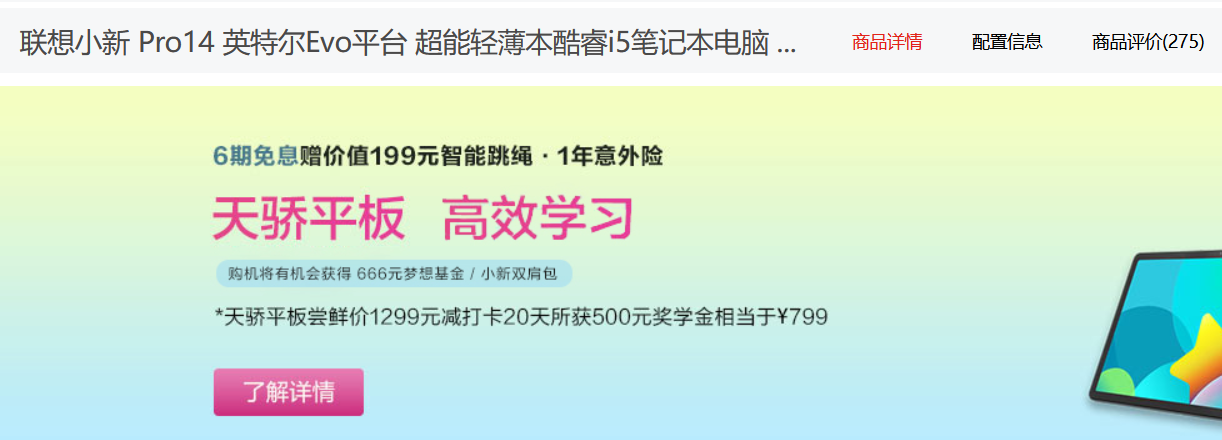 联想小新 Pro14 英特尔Evo平台 超能轻薄本酷睿i5笔记本电脑 ... 商品详情 配置信息 商品评价(275)
6期免息赠价值199元智能跳绳 · 1年意外险
天骄平板 高效学习
购机将有机会获得 666元梦想基金 / 小新双肩包
*天骄平板尝鲜价1299元减打卡20天所获500元奖学金相当于¥799
了解详情